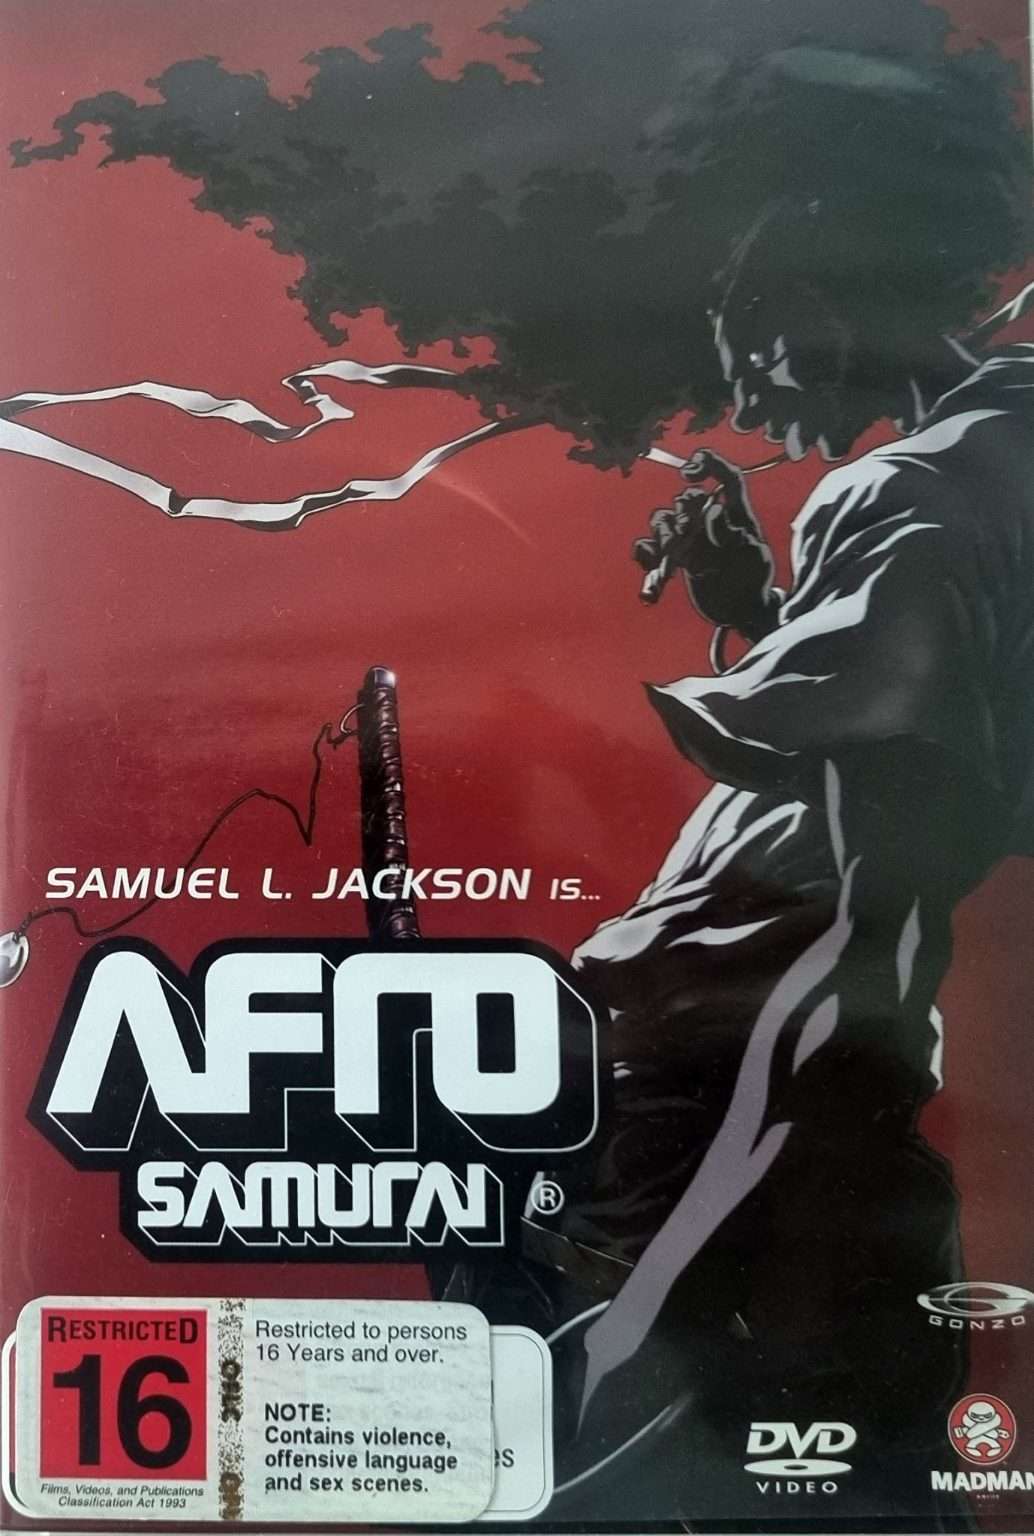 SAMUEL L. JACKSON IS...
AFRO
SAMURAI ®
RESTRICTED
16
Films, Videos, and Publications
Classification Act 1993
Restricted to persons
16 Years and over.
NOTE:
Contains violence,
offensive language
and sex scenes.
es
GONZO
DVD
VIDEO
MADMAN